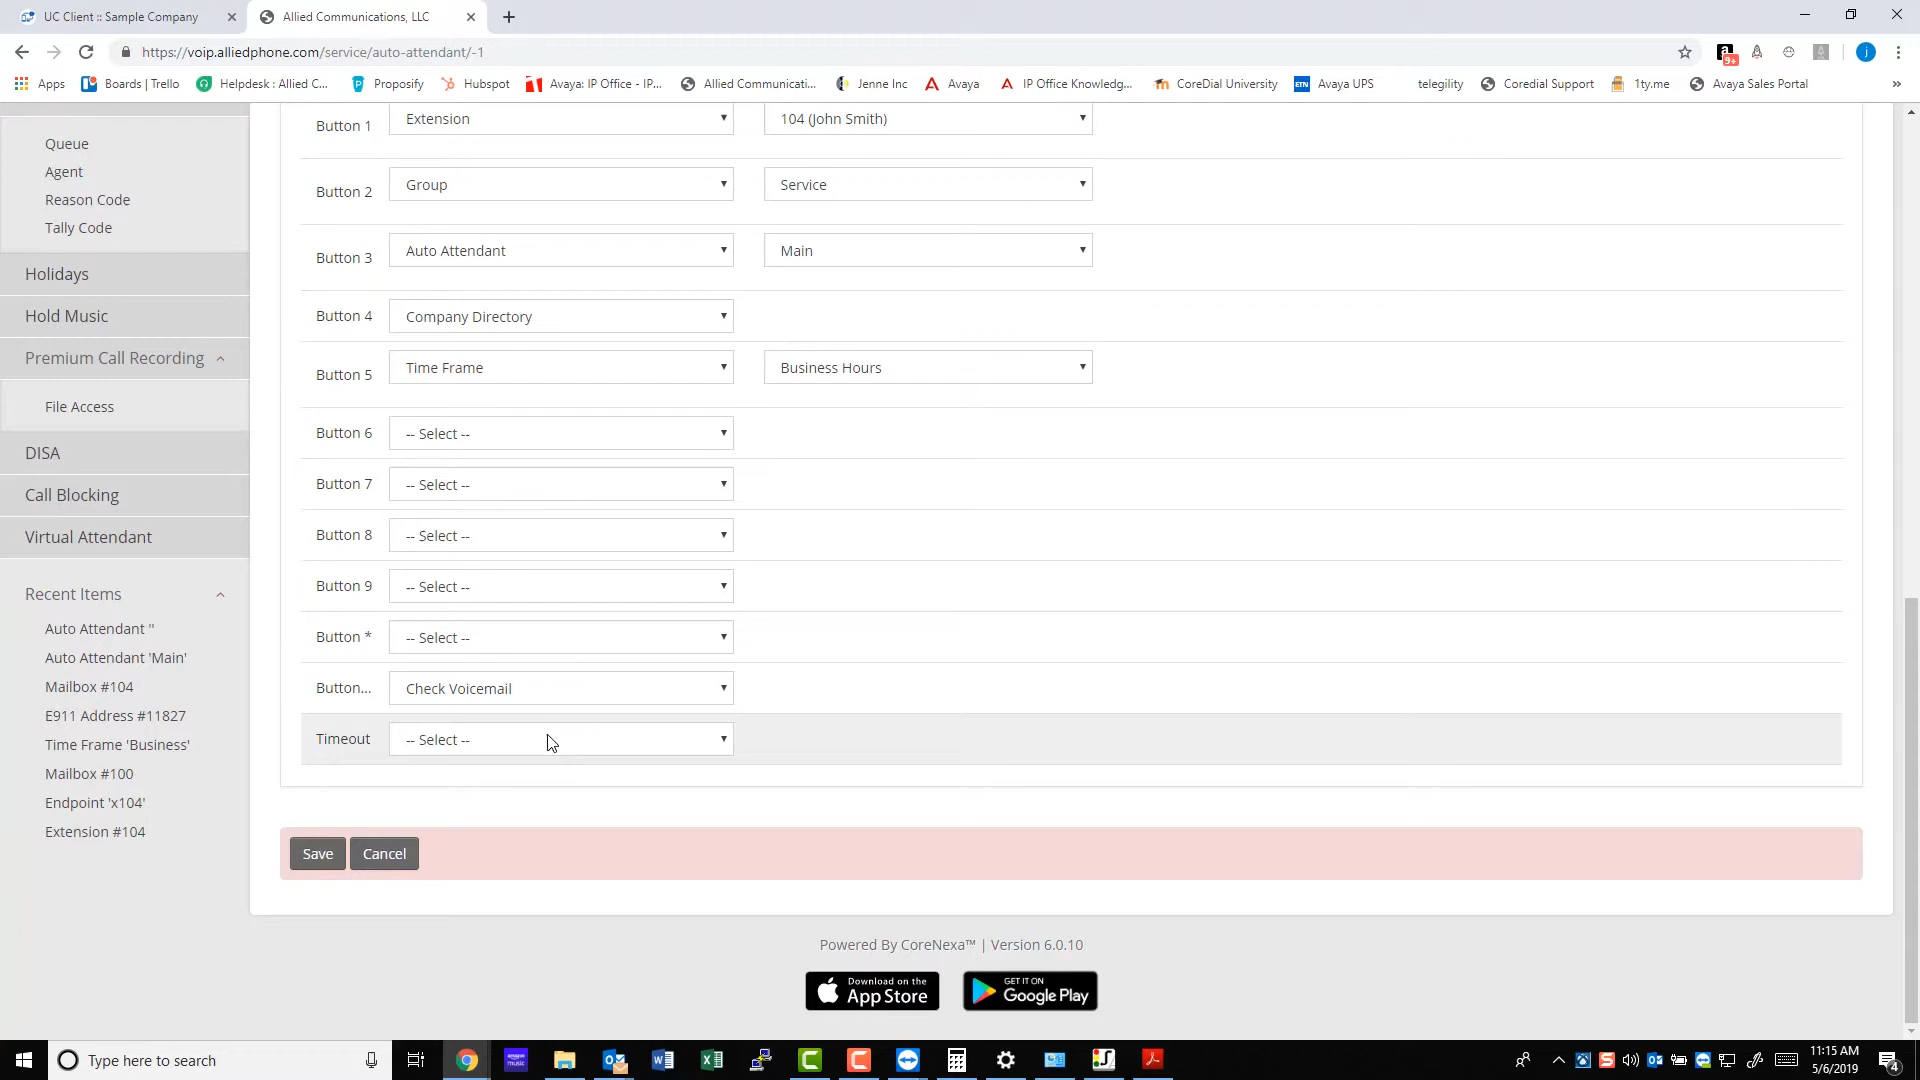 UC Client :: Sample Company
Allied Communications, LLC
https://voip.alliedphone.com/service/auto-attendant/-1
9+
j
Apps
Boards | Trello
Helpdesk : Allied C...
Proposify
Hubspot
Avaya: IP Office - IP...
Allied Communicati...
Jenne Inc
Avaya
IP Office Knowledg...
CoreDial University
ETN
Avaya UPS
telegility
Coredial Support
1ty.me
Avaya Sales Portal
»
Queue
Agent
Reason Code
Tally Code
Holidays
Hold Music
Premium Call Recording
File Access
DISA
Call Blocking
Virtual Attendant
Recent Items
Auto Attendant ''
Auto Attendant 'Main'
Mailbox #104
E911 Address #11827
Time Frame 'Business'
Mailbox #100
Endpoint 'x104'
Extension #104
Button 1 Extension 104 (John Smith)
Button 2 Group Service
Button 3 Auto Attendant Main
Button 4 Company Directory
Button 5 Time Frame Business Hours
Button 6 -- Select --
Button 7 -- Select --
Button 8 -- Select --
Button 9 -- Select --
Button * -- Select --
Button... Check Voicemail
Timeout -- Select --
Save Cancel
Powered By CoreNexa™ | Version 6.0.10
Download on the
App Store
GET IT ON
Google Play
Type here to search
amazon
music
11:15 AM
5/6/2019
4